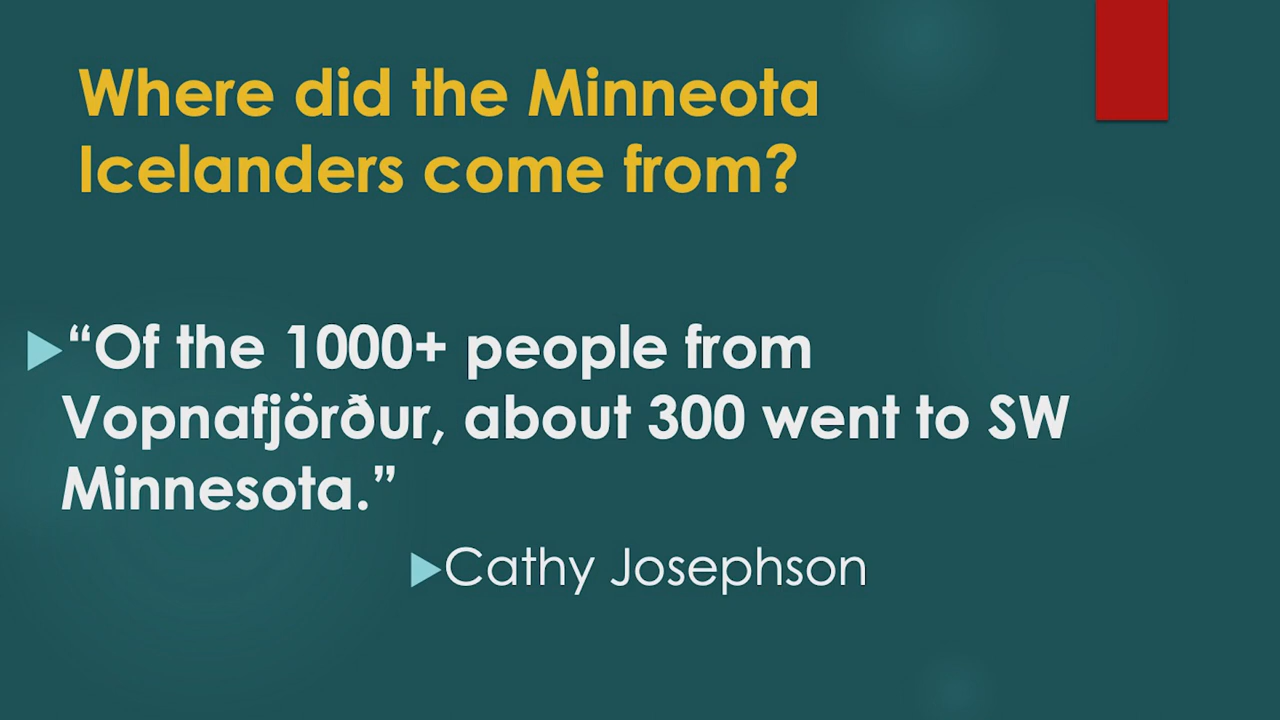 Where did the Minneota
Icelanders come from?
“Of the 1000+ people from
Vopnafjörður, about 300 went to SW
Minnesota.”
Cathy Josephson